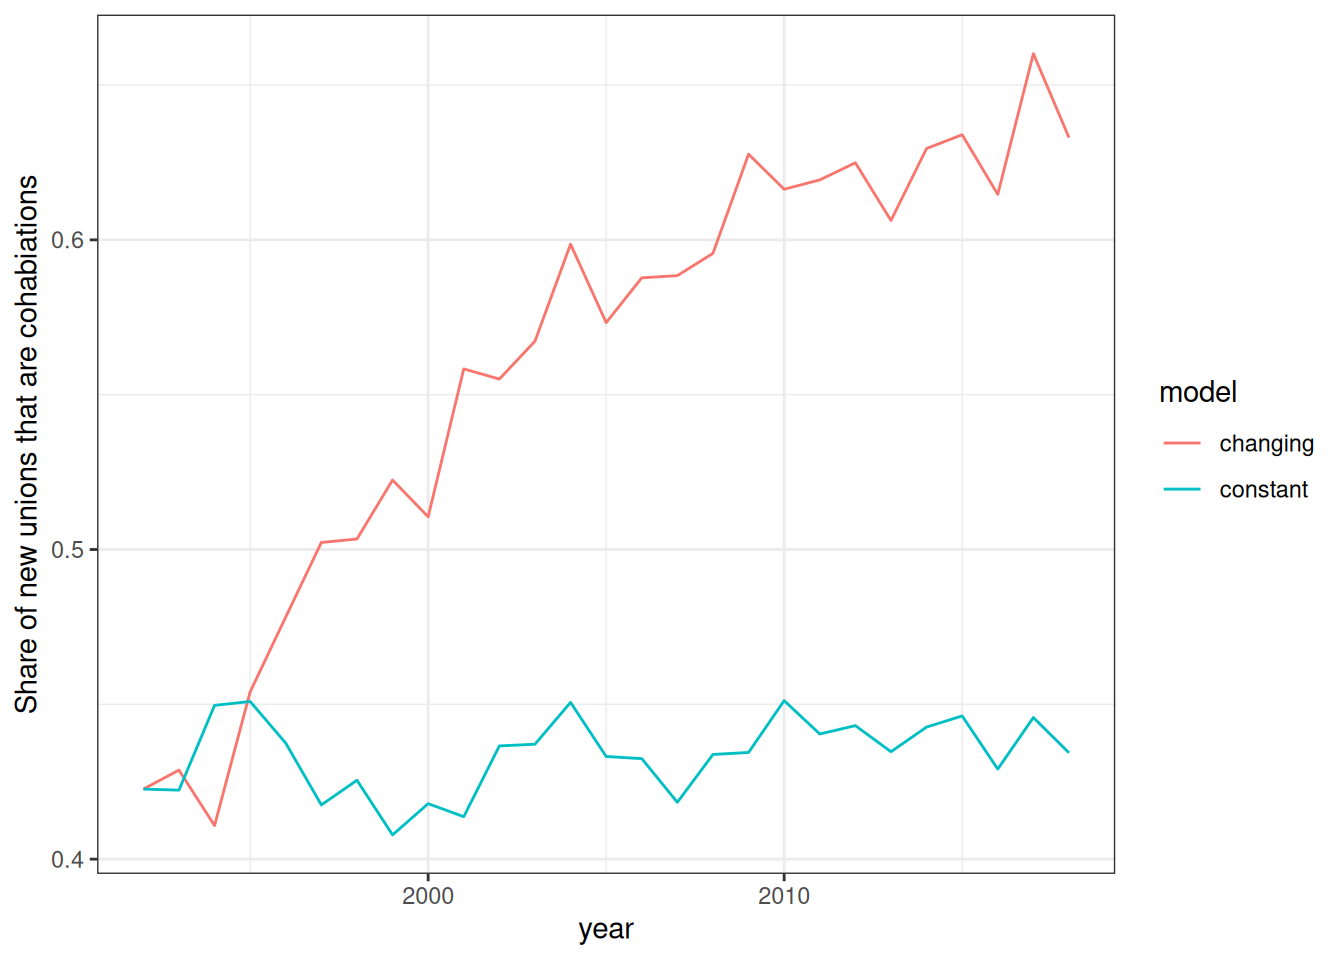 Share of new unions that are cohabiations
0.6
0.5
0.4
2000
2010
year
model
changing
constant